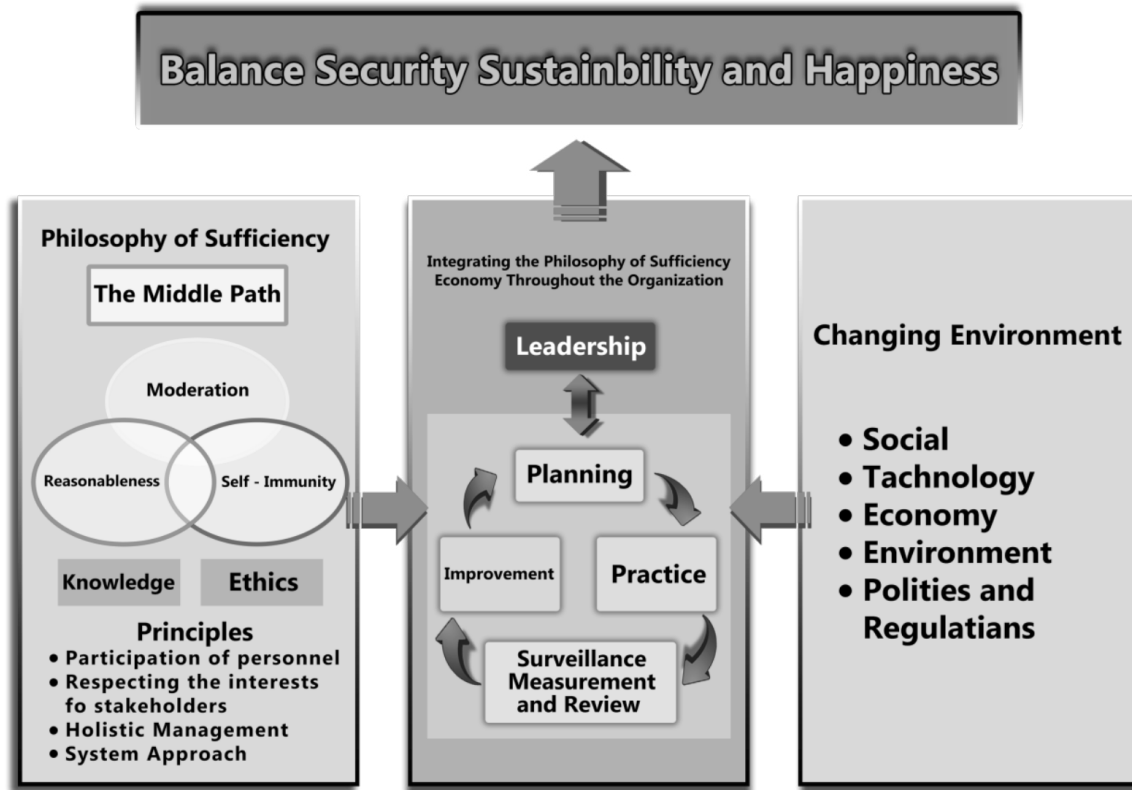 Balance Security Sustainbility and Happiness
Philosophy of Sufficiency
The Middle Path
Moderation
Reasonableness
Self - Immunity
Knowledge
Ethics
Principles
• Participation of personnel
• Respecting the interests
fo stakeholders
• Holistic Management
• System Approach
Integrating the Philosophy of Sufficiency
Economy Throughout the Organization
Leadership
Planning
Improvement
Practice
Surveillance
Measurement
and Review
Changing Environment
• Social
• Tachnology
• Economy
• Environment
• Polities and
Regulatians